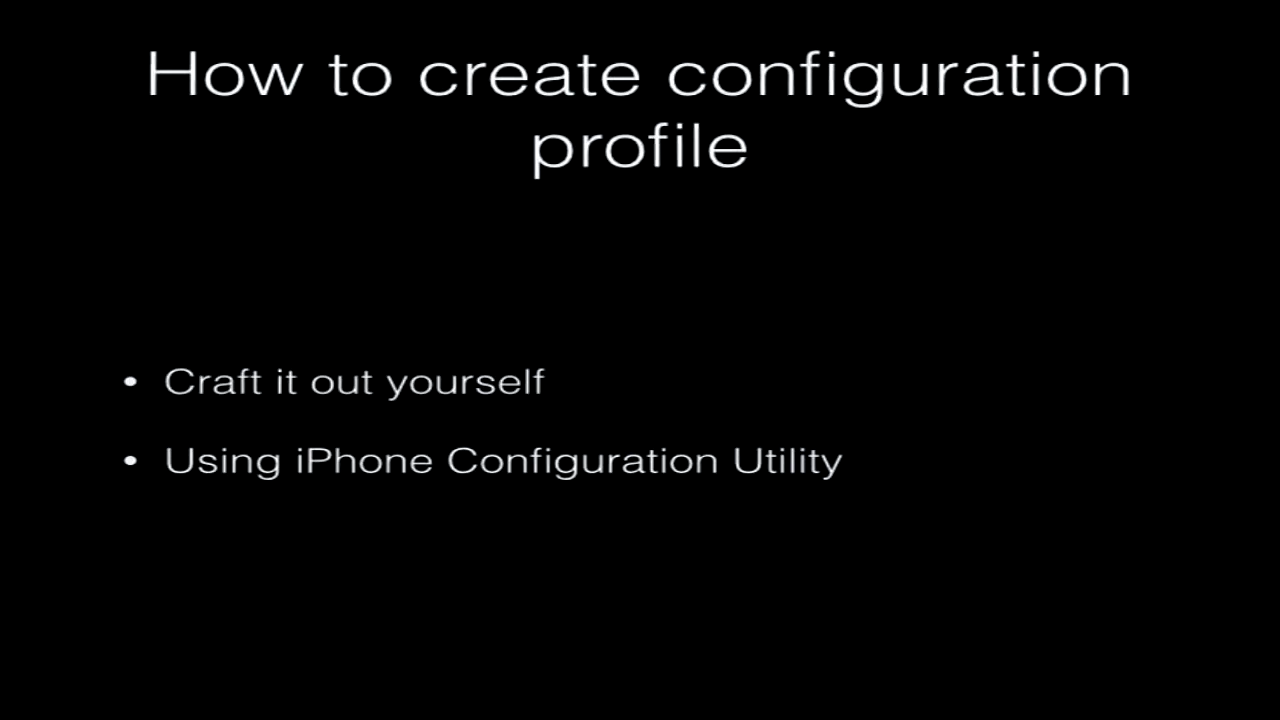 How to create configuration
profile
• Craft it out yourself
• Using iPhone Configuration Utility